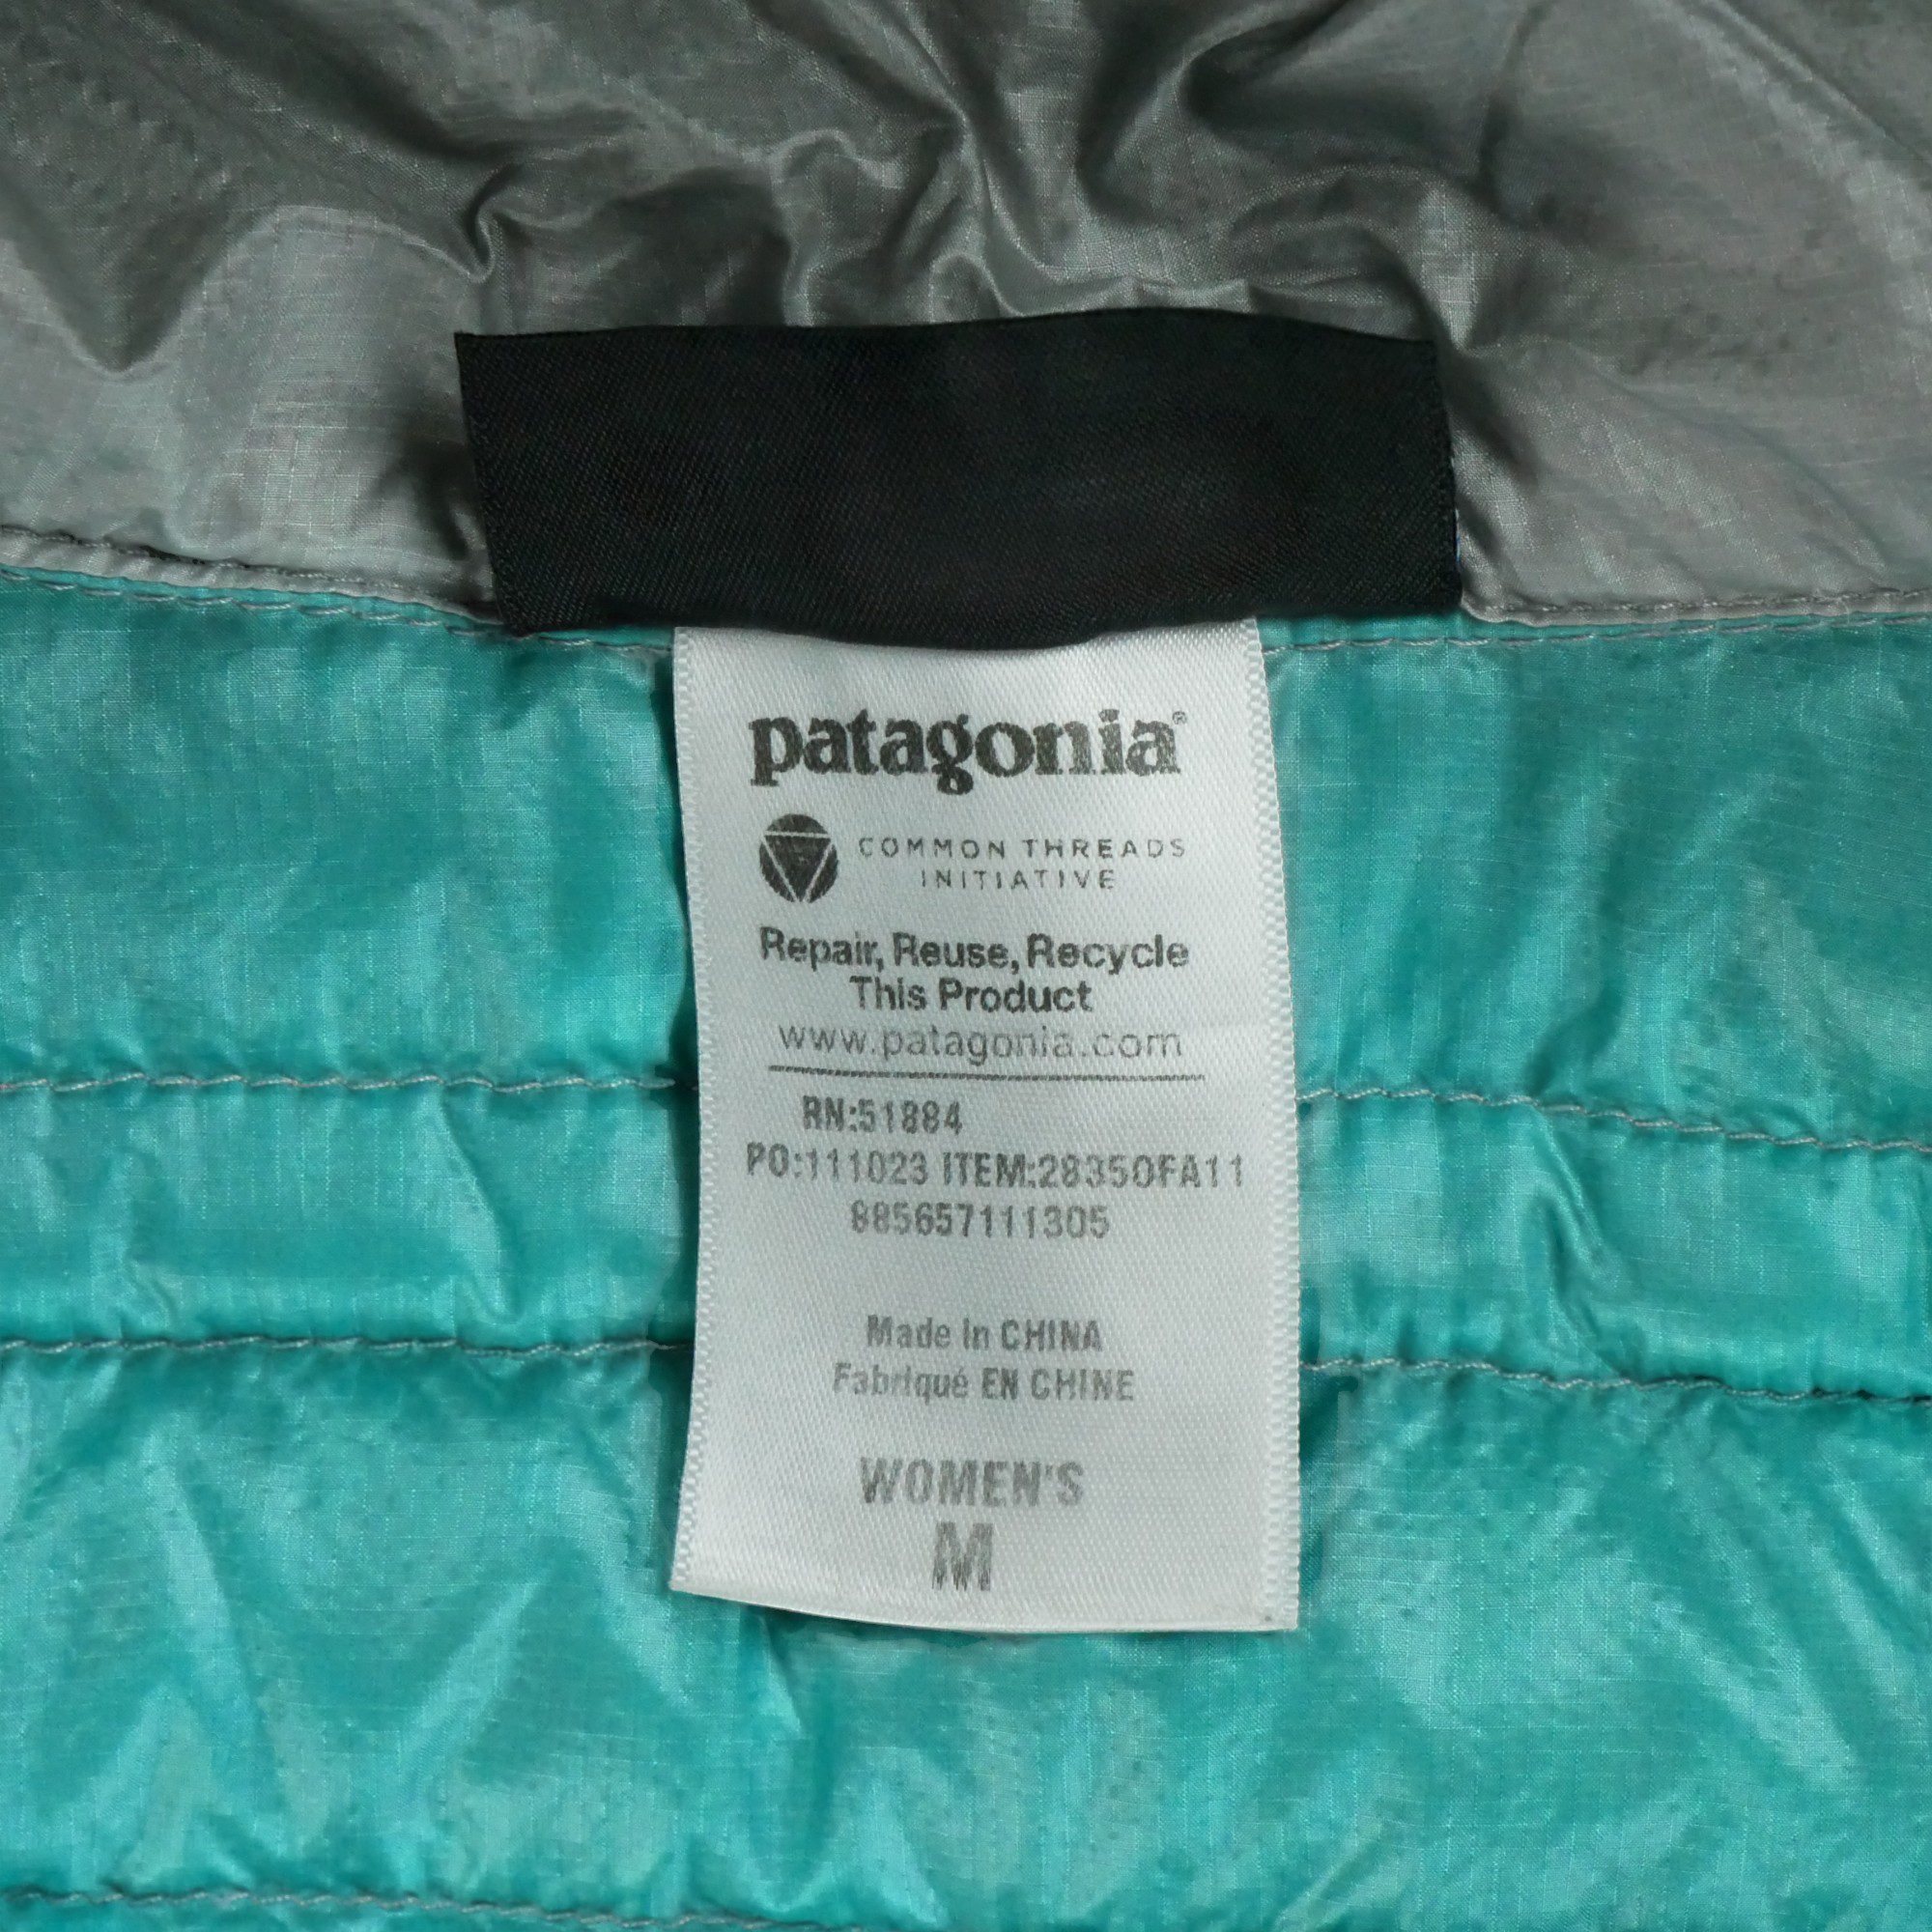 patagonia®
COMMON THREADS
INITIATIVE
Repair, Reuse, Recycle
This Product
www.patagonia.com
RN:51884
PO:111023 ITEM:28350FA11
885657111305
Made In CHINA
Fabriqué EN CHINE
WOMEN'S
M